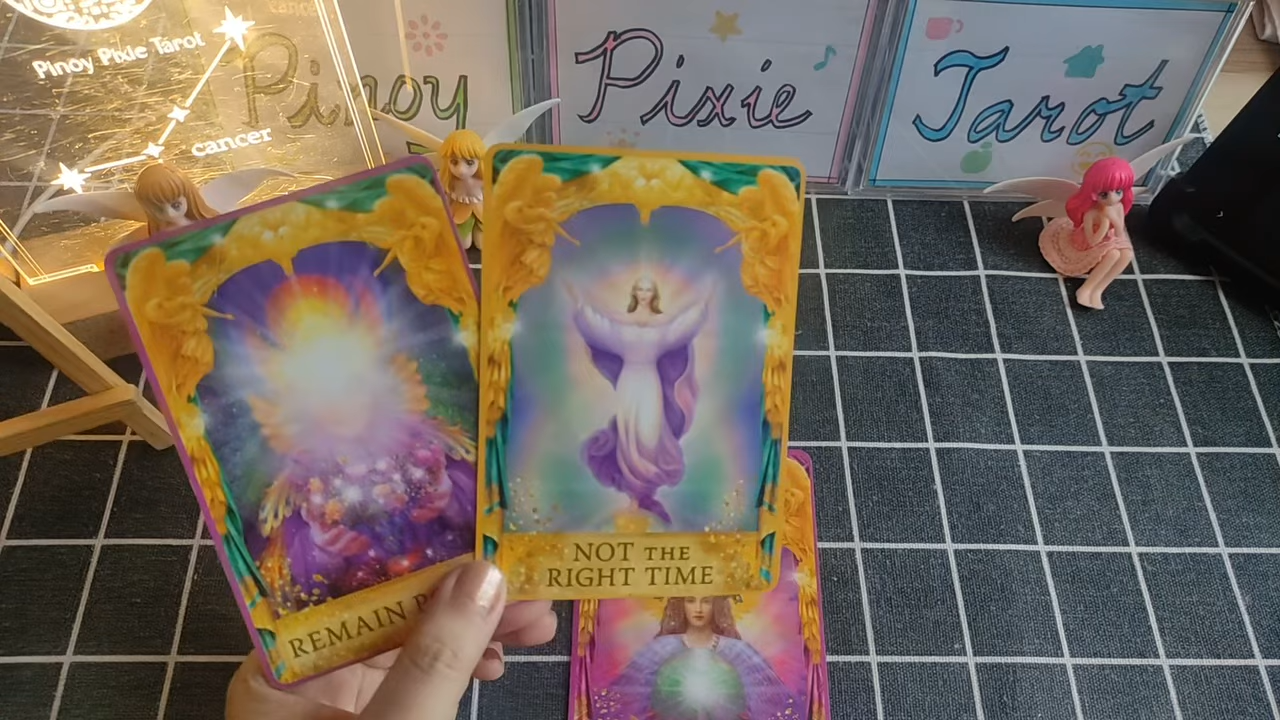 Pinoy Pixie Tarot
cancer
Pinoy
Pixie
Tarot
REMAIN
NOT THE
RIGHT TIME